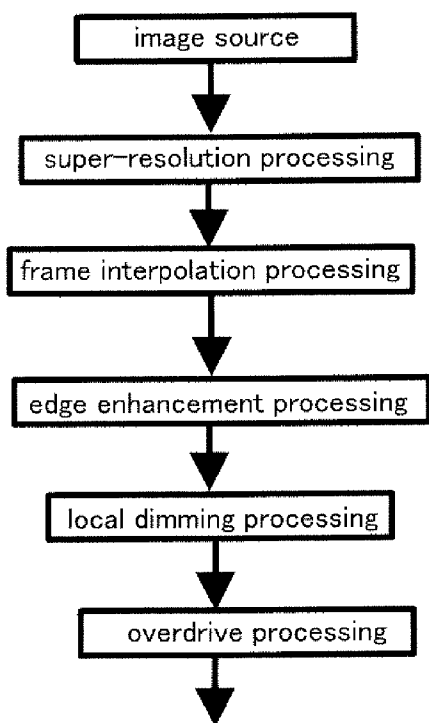 image source
super-resolution processing
frame interpolation processing
edge enhancement processing
local dimming processing
overdrive processing